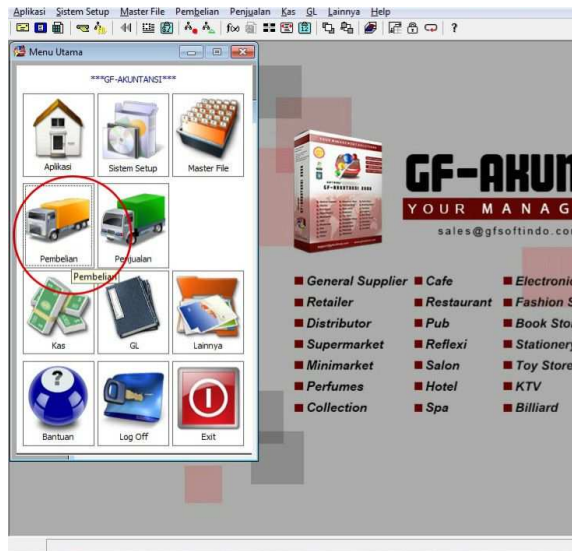 Aplikasi Sistem Setup Master File Pembelian Penjualan Kas GL Lainnya Help
Menu Utama
***GF-AKUNTANSI***
Aplikasi Sistem Setup Master File
Pembelian Penjualan
Pembelian
Kas GL Lainnya
Bantuan Log Off Exit
GF-AKUN
YOUR MANAG
sales@gfsoftindo.co
General Supplier Cafe Electronic
Retailer Restaurant Fashion S
Distributor Pub Book Sto
Supermarket Reflexi Stationery
Minimarket Salon Toy Store
Perfumes Hotel KTV
Collection Spa Billiard